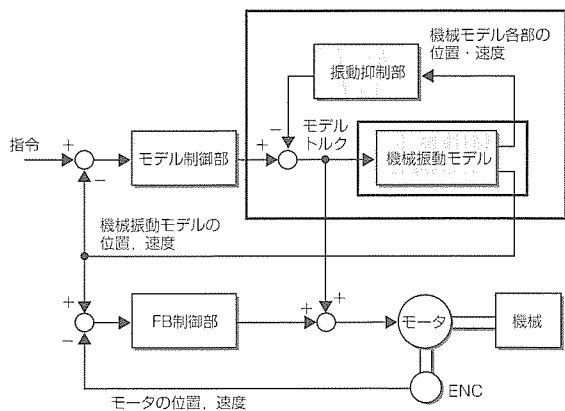 機械モデル各部の
位置・速度
振動抑制部
指令
+
−
モデル制御部
+
−
モデル
トルク
機械振動モデル
機械振動モデルの
位置，速度
+
−
FB制御部
+
+
モータ
機械
ENC
モータの位置，速度